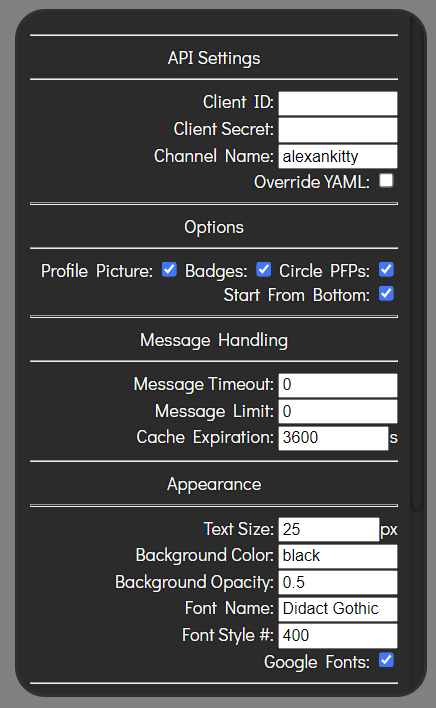 API Settings
Client ID:
Client Secret:
Channel Name: alexankitty
Override YAML:
Options
Profile Picture: Badges: Circle PFPs:
Start From Bottom:
Message Handling
Message Timeout: 0
Message Limit: 0
Cache Expiration: 3600 s
Appearance
Text Size: 25 px
Background Color: black
Background Opacity: 0.5
Font Name: Didact Gothic
Font Style #: 400
Google Fonts: